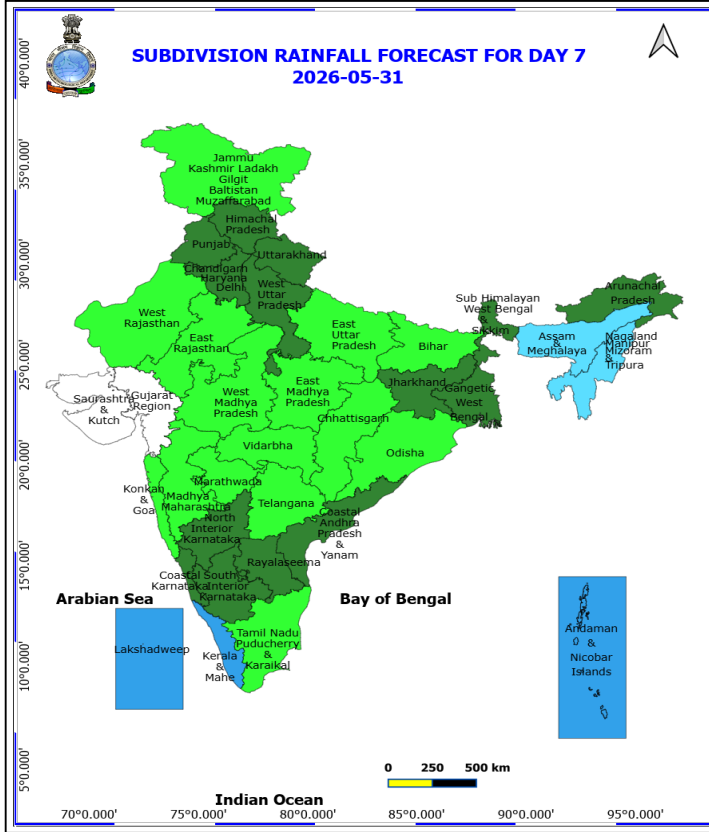 SUBDIVISION RAINFALL FORECAST FOR DAY 7
2026-05-31
40°0.000'
35°0.000'
30°0.000'
25°0.000'
20°0.000'
15°0.000'
10°0.000'
5°0.000'
Jammu
Kashmir Ladakh
Gilgit
Baltistan
Muzaffarabad
Himachal
Pradesh
Punjab
Uttarakhand
Chandigarh
Haryana
Delhi
West
Uttar
Pradesh
Arunachal
Pradesh
Sub Himalayan
West Bengal
&
Sikkim
West
Rajasthan
East
Rajasthan
East
Uttar
Pradesh
Bihar
Assam
&
Meghalaya
Nagaland
Manipur
Mizoram
&
Tripura
Saurashtra
&
Kutch
Gujarat
Region
West
Madhya
Pradesh
East
Madhya
Pradesh
Jharkhand
Gangetic
West
Bengal
Chhattisgarh
Vidarbha
Odisha
Konkan
&
Goa
Madhya
Maharashtra
Marathwada
Telangana
North
Interior
Karnataka
Coastal
Andhra
Pradesh
&
Yanam
Rayalaseema
Coastal
Karnataka
South
Interior
Karnataka
Arabian Sea
Bay of Bengal
Lakshadweep
Kerala
&
Mahe
Tamil Nadu
Puducherry
&
Karaikal
Andaman
&
Nicobar
Islands
0 250 500 km
Indian Ocean
70°0.000' 75°0.000' 80°0.000' 85°0.000' 90°0.000' 95°0.000'